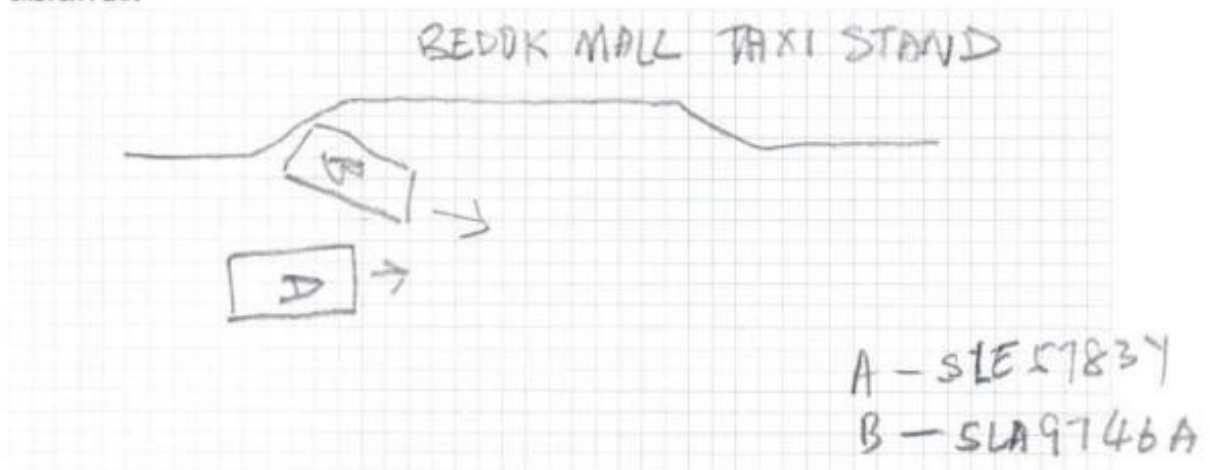 BEDOK MALL TAXI STAND
B
A
A - SLE5783Y
B - SLA9746A